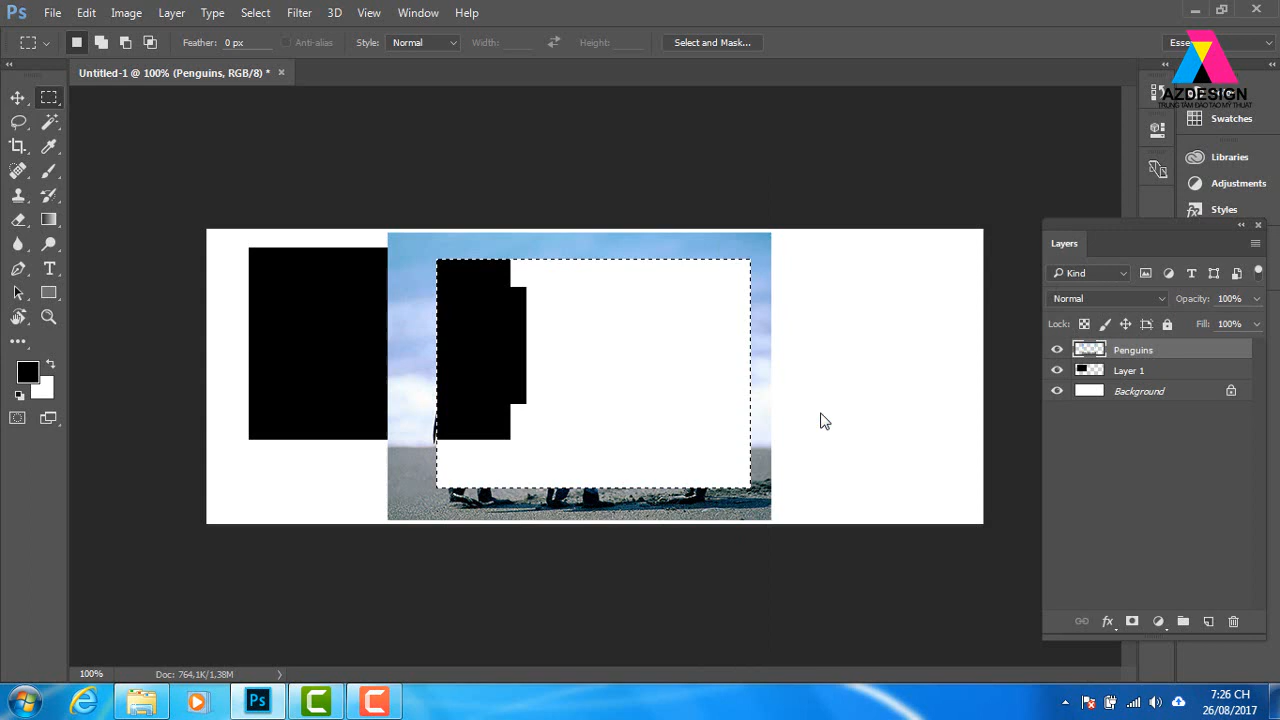 Ps File Edit Image Layer Type Select Filter 3D View Window Help
Feather: 0 px Anti-alias Style: Normal Width: Height: Select and Mask...
Untitled-1 @ 100% (Penguins, RGB/8) *
AZDESIGN
TRUNG TÂM ĐÀO TẠO MỸ THUẬT
Swatches
Libraries
Adjustments
Styles
Layers
Kind
Normal Opacity: 100%
Lock: Fill: 100%
Penguins
Layer 1
Background
100% Doc: 764,1K/1,38M
Ps
7:26 CH
26/08/2017